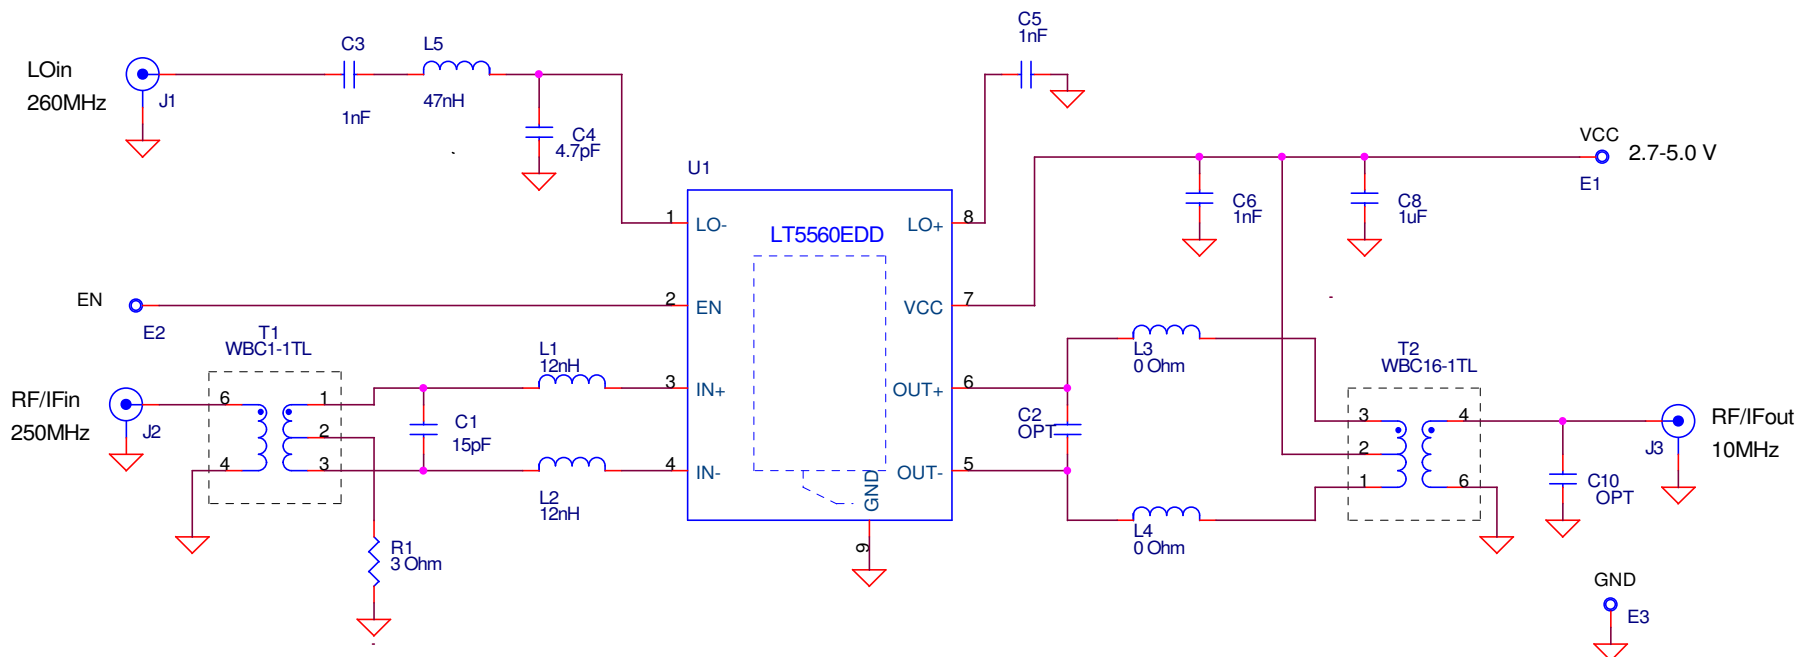 LOin
260MHz
J1
C3
1nF
L5
47nH
C4
4.7pF
C5
1nF
VCC
2.7-5.0 V
E1
C6
1nF
C8
1uF
U1
LT5560EDD
1
LO-
2
EN
3
IN+
4
IN-
8
LO+
7
VCC
6
OUT+
5
OUT-
GND
9
EN
E2
T1
WBC1-1TL
RF/IFin
250MHz
J2
6
4
1
2
3
C1
15pF
L1
12nH
L2
12nH
R1
3 Ohm
L3
0 Ohm
C2
OPT
L4
0 Ohm
T2
WBC16-1TL
3
2
1
4
6
C10
OPT
J3
RF/IFout
10MHz
GND
E3